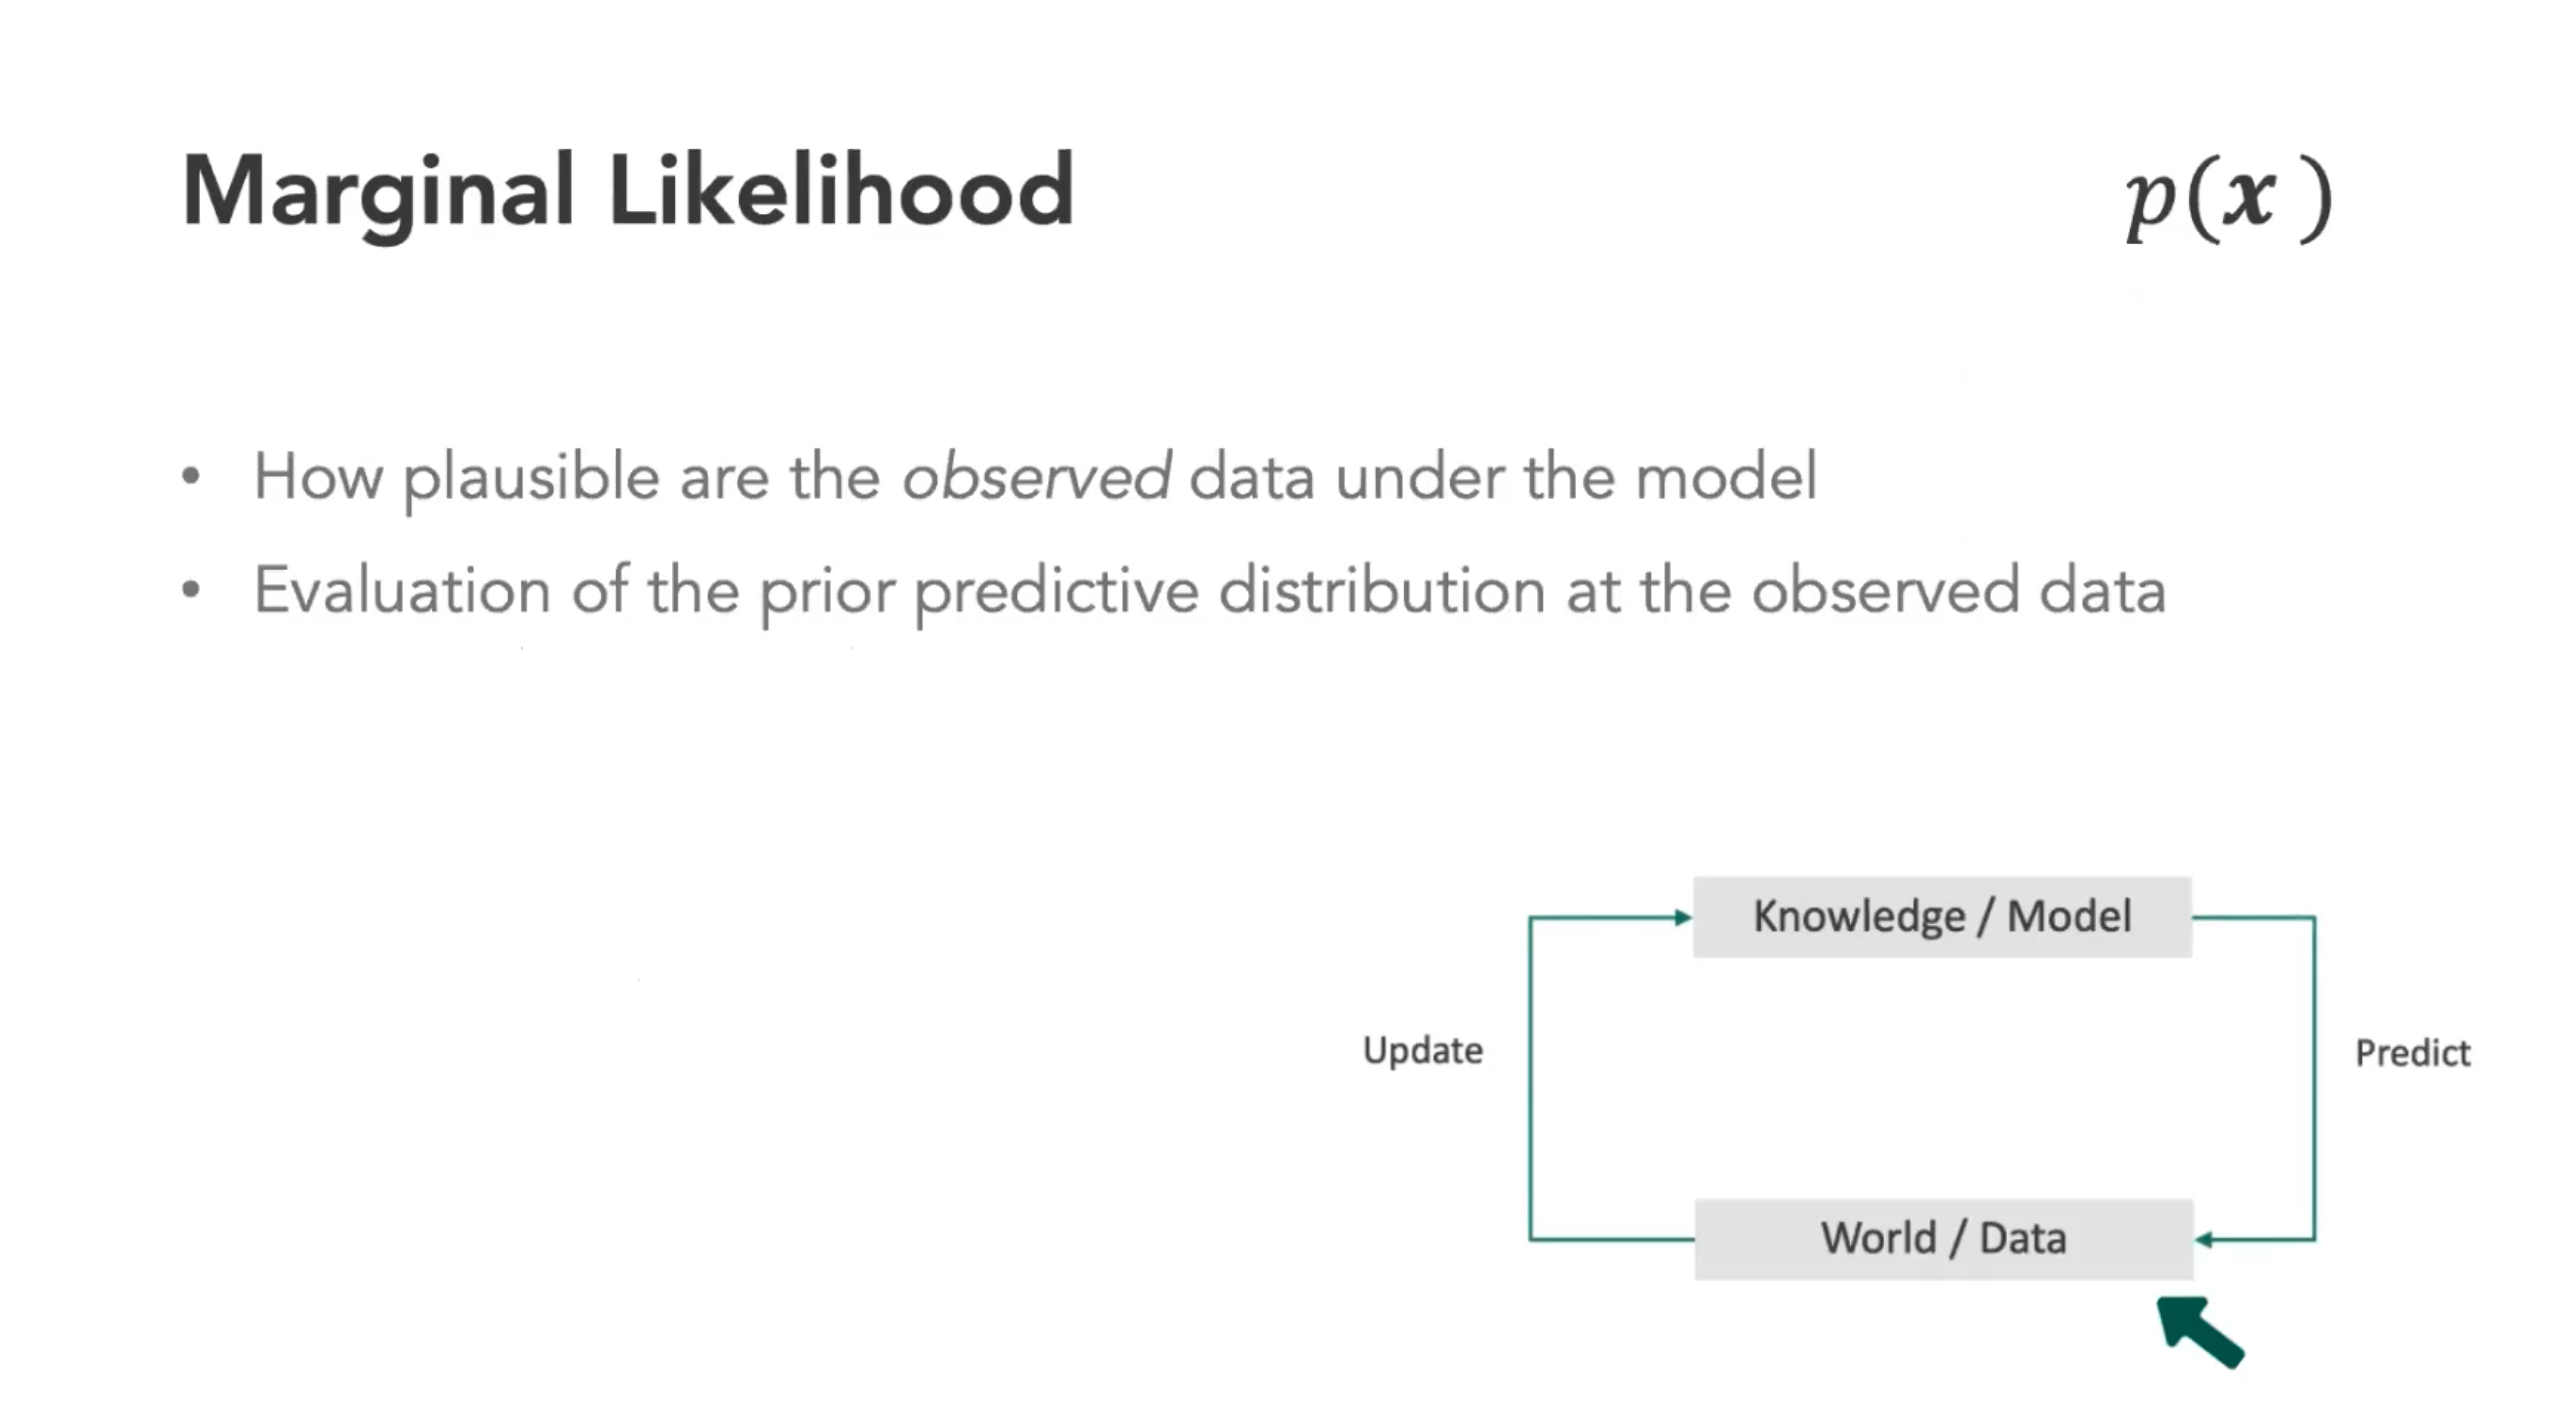 Marginal Likelihood
p(x )
• How plausible are the observed data under the model
• Evaluation of the prior predictive distribution at the observed data
Knowledge / Model
Update
Predict
World / Data